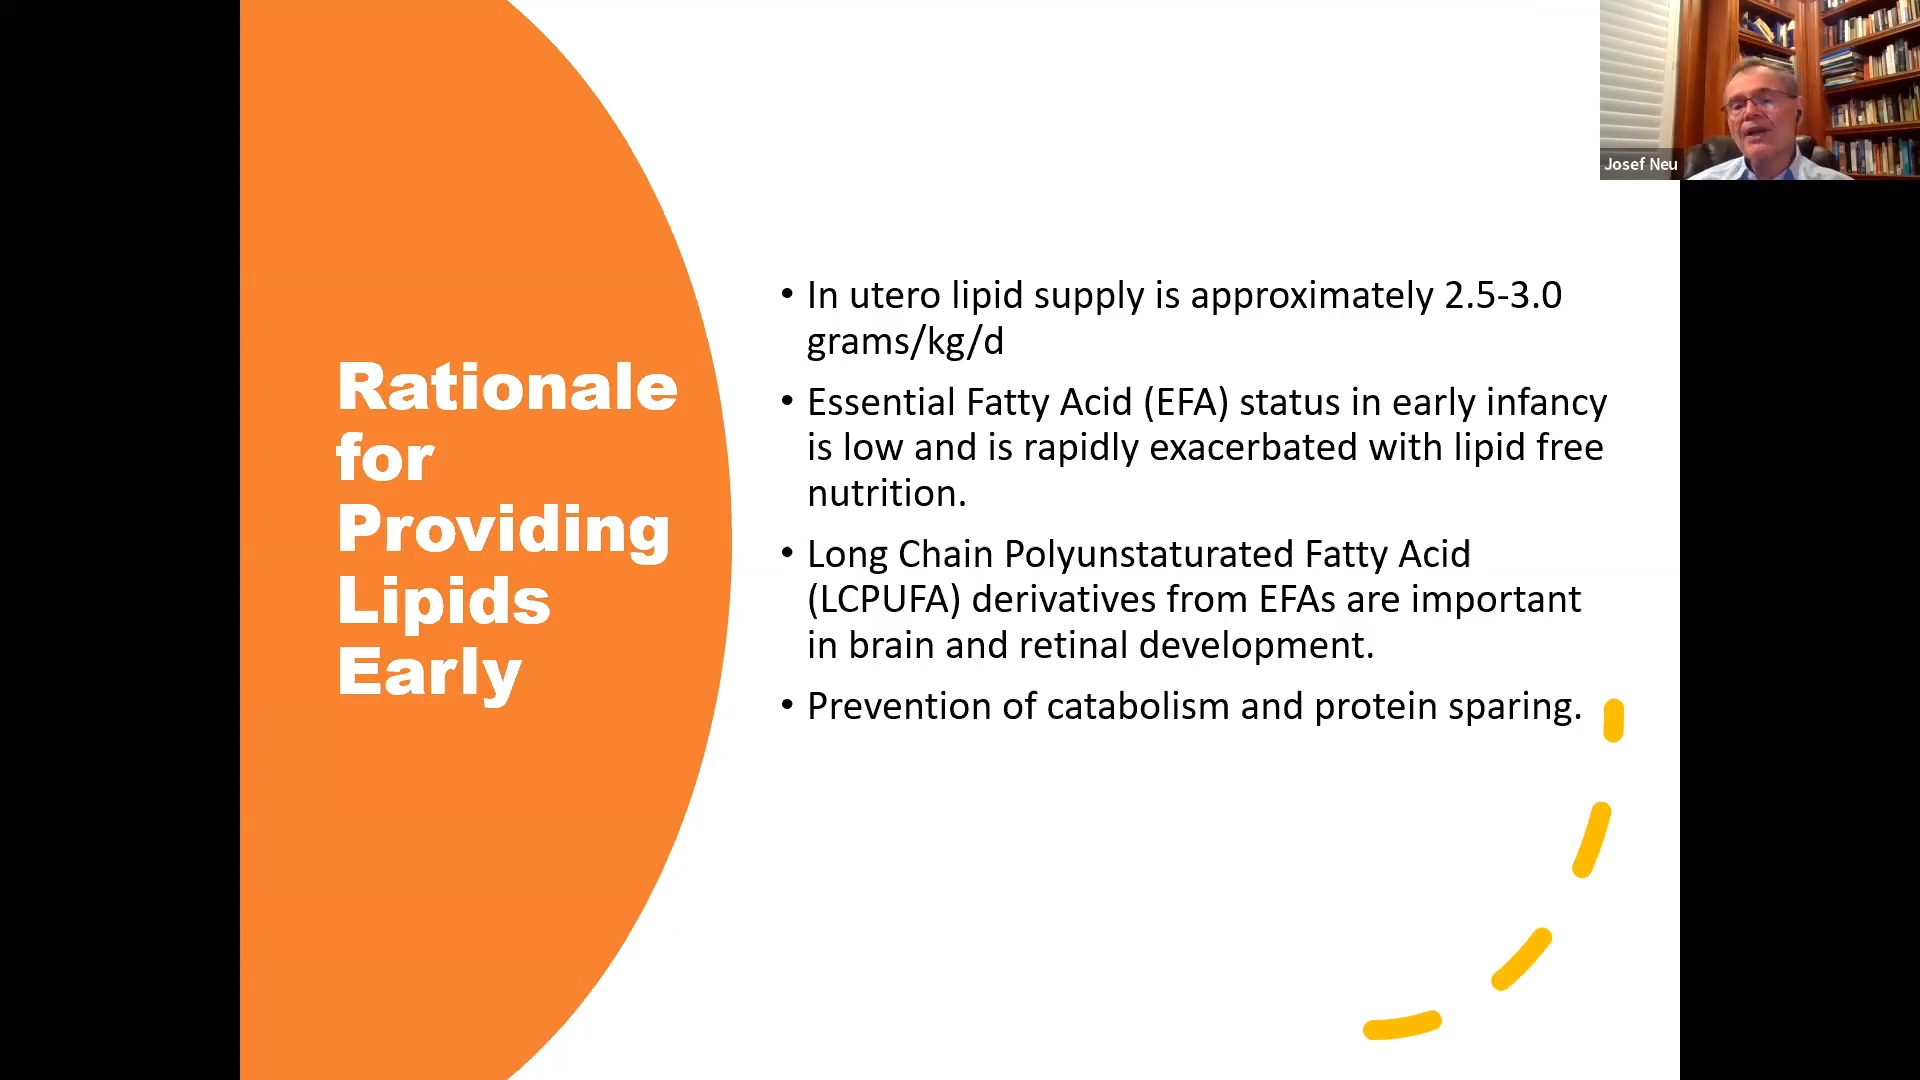 Rationale
for
Providing
Lipids
Early
• In utero lipid supply is approximately 2.5-3.0
grams/kg/d
• Essential Fatty Acid (EFA) status in early infancy
is low and is rapidly exacerbated with lipid free
nutrition.
• Long Chain Polyunstaturated Fatty Acid
(LCPUFA) derivatives from EFAs are important
in brain and retinal development.
• Prevention of catabolism and protein sparing.
Josef Neu